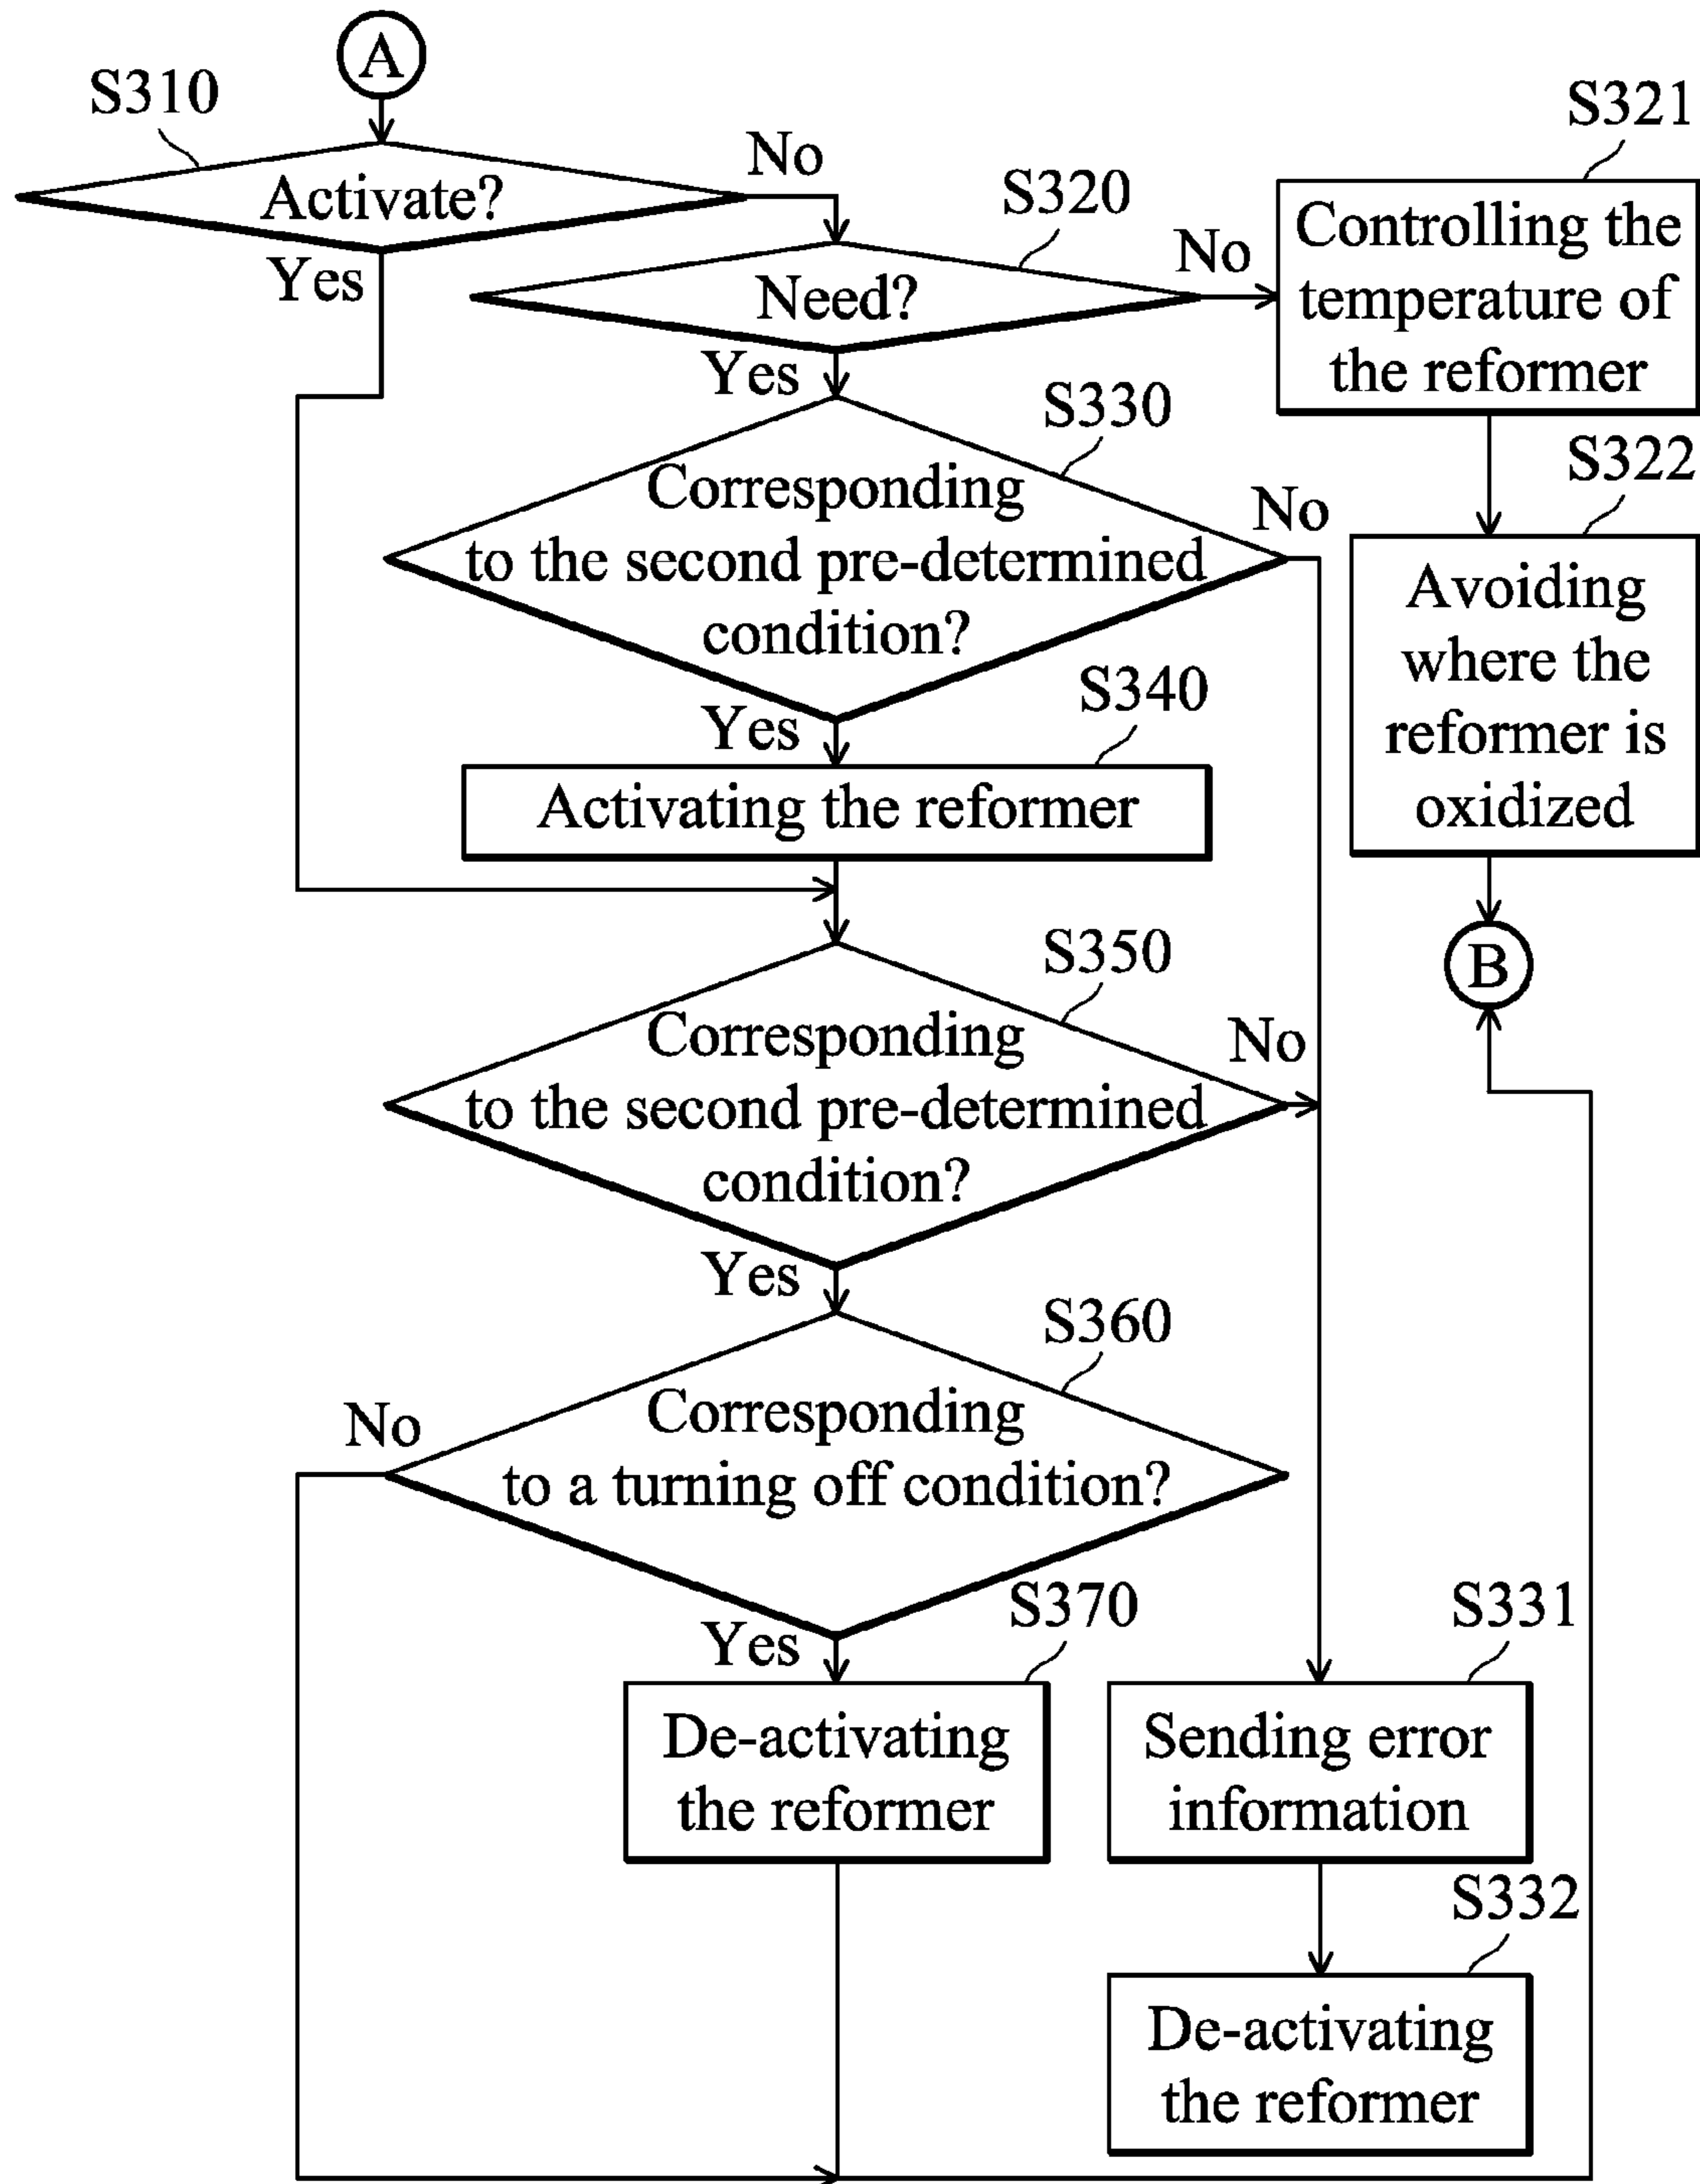 A
S310
Activate?
No
Yes
S320
Need?
No
Yes
S321
Controlling the
temperature of
the reformer
S322
Avoiding
where the
reformer is
oxidized
B
S330
Corresponding
to the second pre-determined
condition?
No
Yes
S340
Activating the reformer
S350
Corresponding
to the second pre-determined
condition?
No
Yes
S360
Corresponding
to a turning off condition?
No
Yes
S370
De-activating
the reformer
S331
Sending error
information
S332
De-activating
the reformer